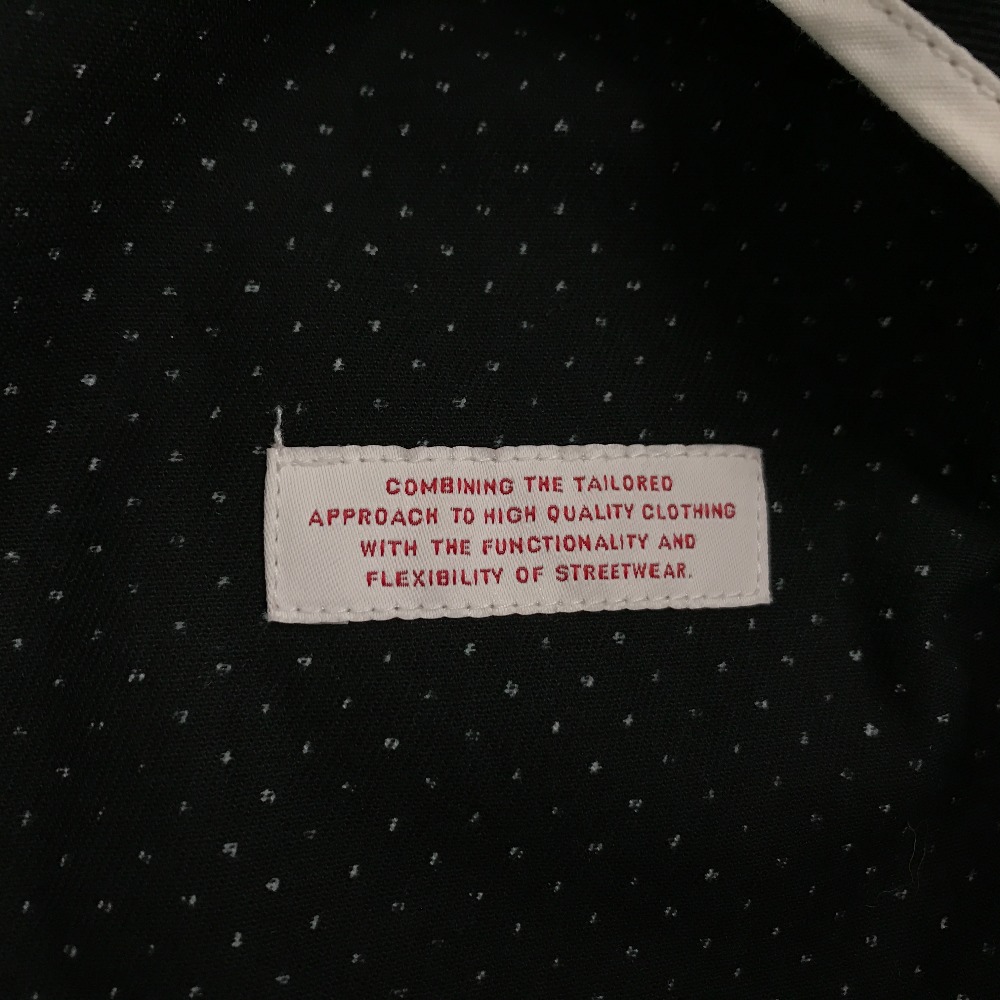 COMBINING THE TAILORED
APPROACH TO HIGH QUALITY CLOTHING
WITH THE FUNCTIONALITY AND
FLEXIBILITY OF STREETWEAR.